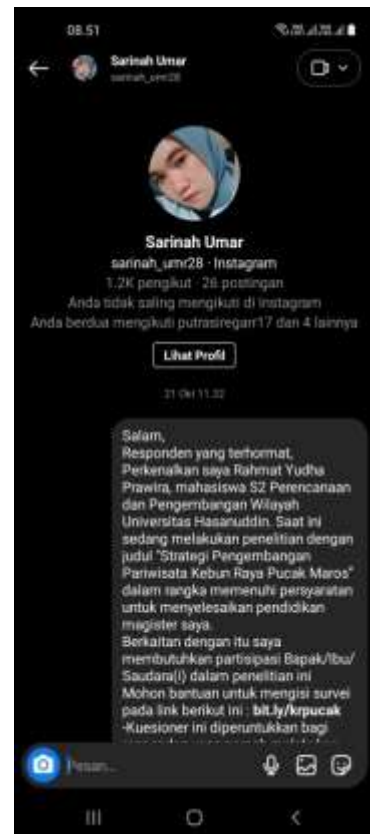 08.51
Sarinah Umar
sarinah_umr28
Sarinah Umar
sarinah_umr28 · Instagram
1.2K pengikut · 26 postingan
Anda tidak saling mengikuti di Instagram
Anda berdua mengikuti putrasiregarr17 dan 4 lainnya
Lihat Profil
21 Okt 11.22
Salam,
Responden yang terhormat,
Perkenalkan saya Rahmat Yudha
Prawira, mahasiswa S2 Perencanaan
dan Pengembangan Wilayah
Universitas Hasanuddin. Saat ini
sedang melakukan penelitian dengan
judul "Strategi Pengembangan
Pariwisata Kebun Raya Pucak Maros"
dalam rangka memenuhi persyaratan
untuk menyelesaikan pendidikan
magister saya.
Berkaitan dengan itu saya
membutuhkan partisipasi Bapak/Ibu/
Saudara(i) dalam penelitian ini
Mohon bantuan untuk mengisi survei
pada link berikut ini : bit.ly/krpucak
-Kuesioner ini diperuntukkan bagi
Pesan...